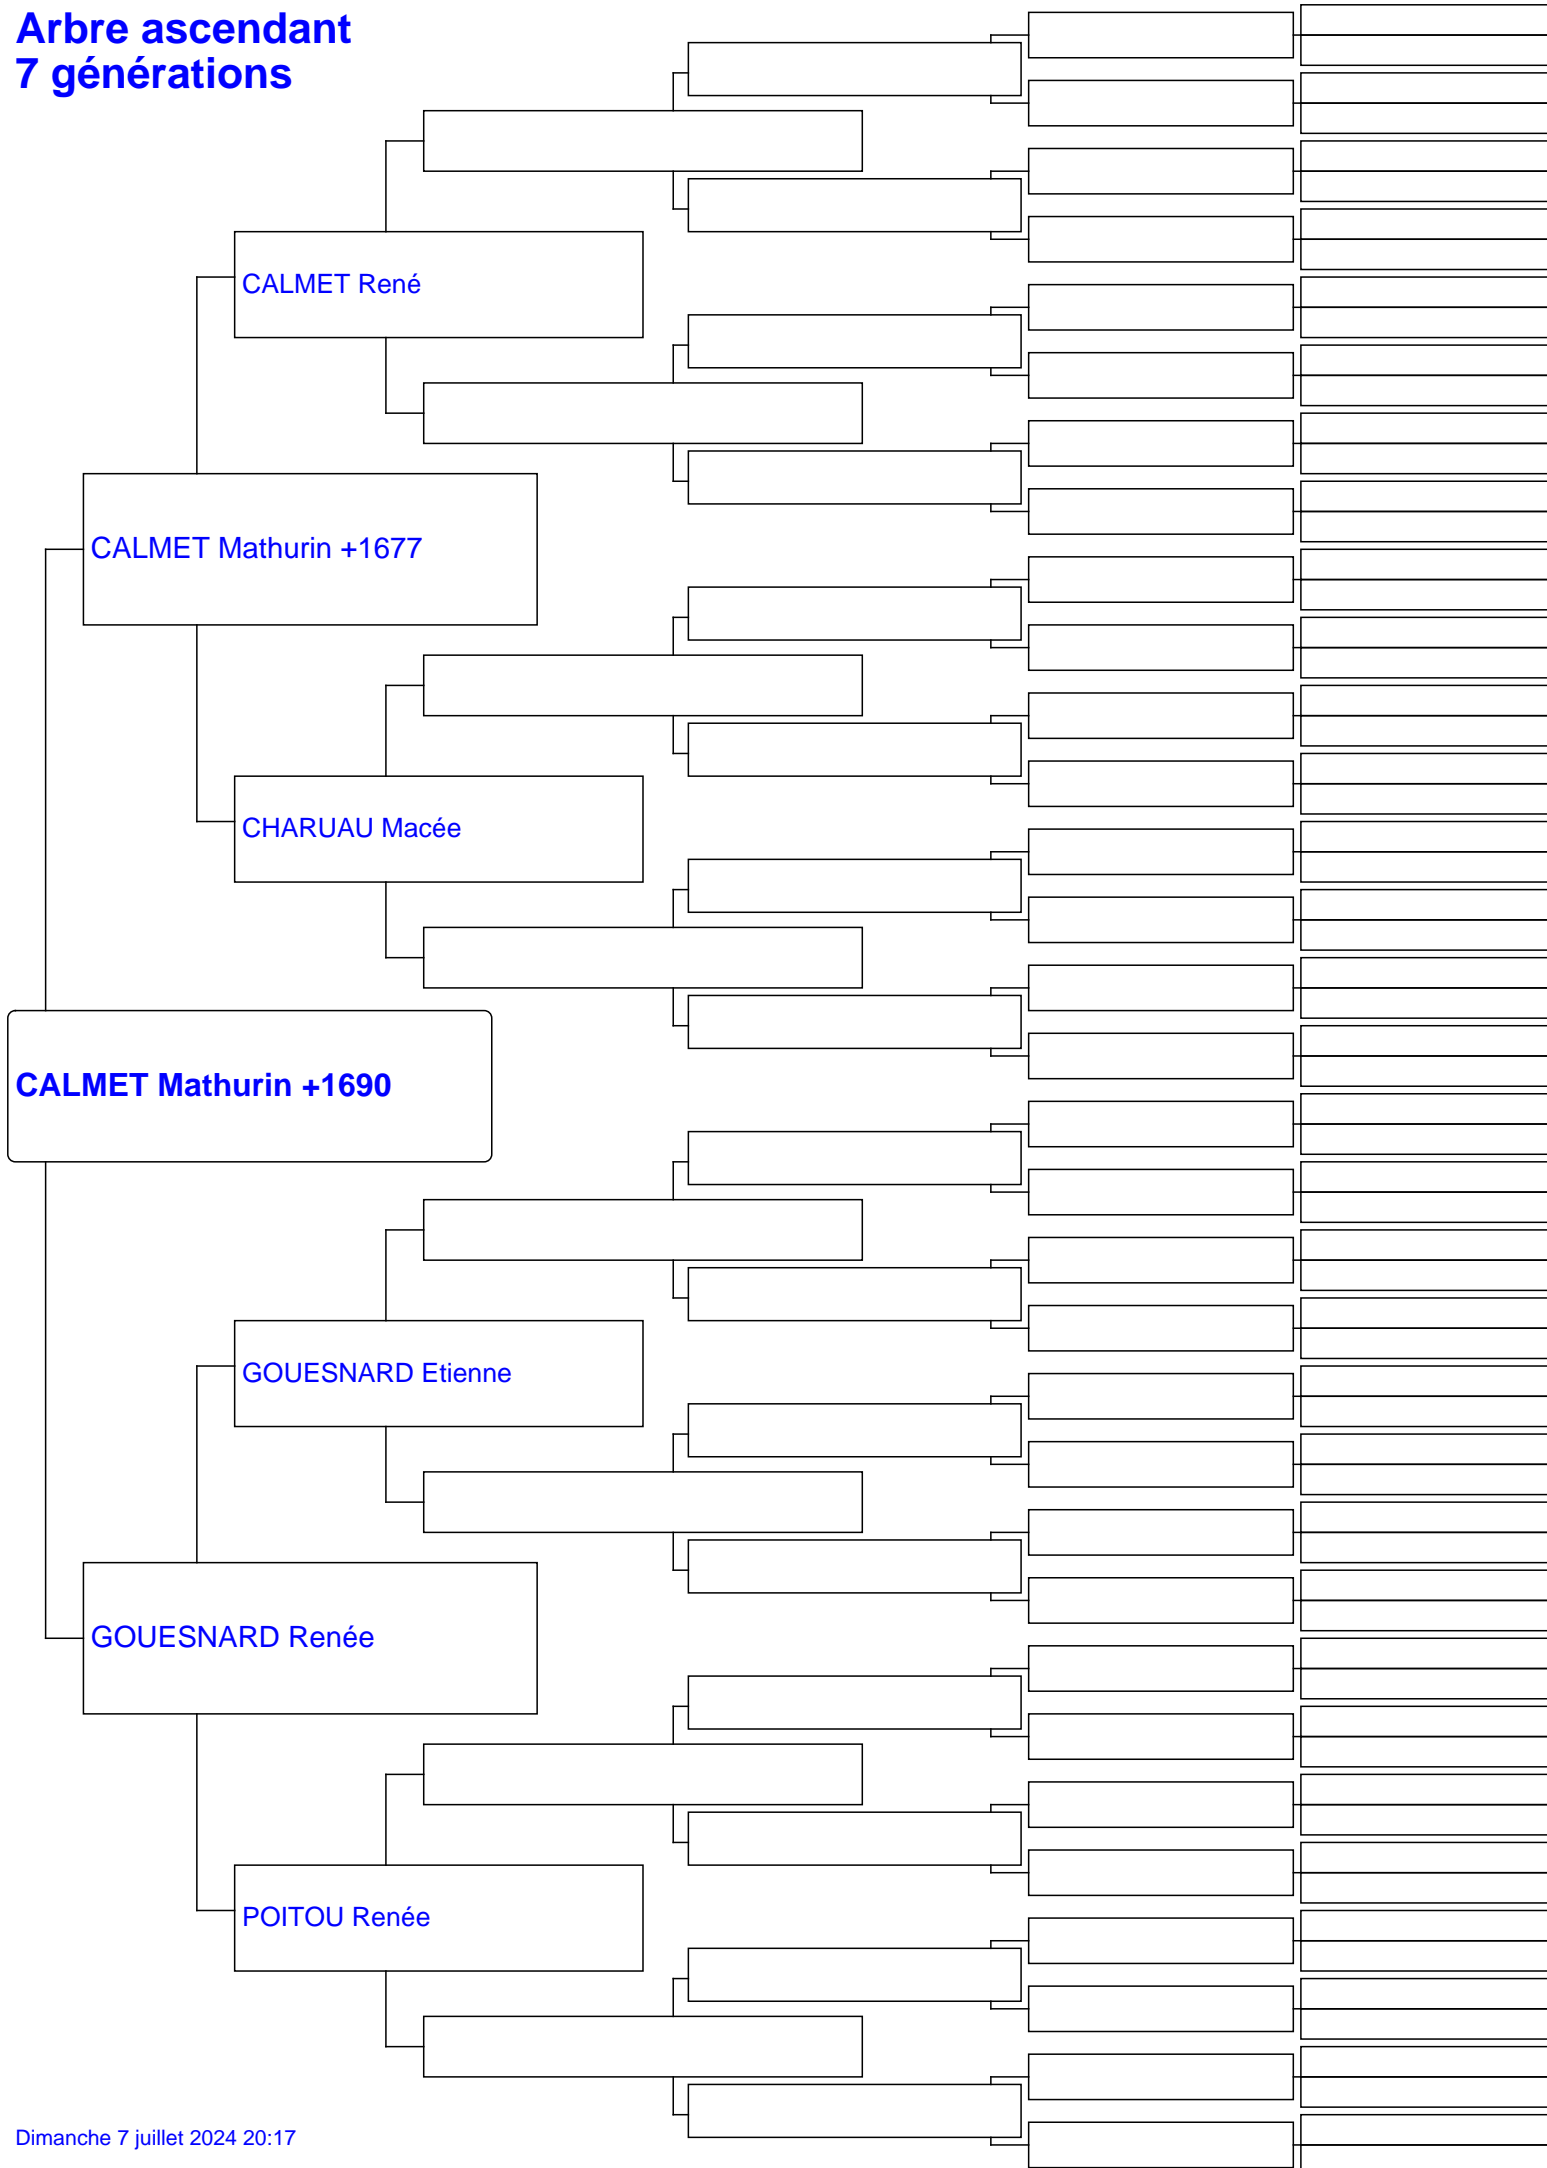 Arbre ascendant
7 générations
CALMET René
CALMET Mathurin +1677
CHARUAU Macée
CALMET Mathurin +1690
GOUESNARD Etienne
GOUESNARD Renée
POITOU Renée
Dimanche 7 juillet 2024 20:17